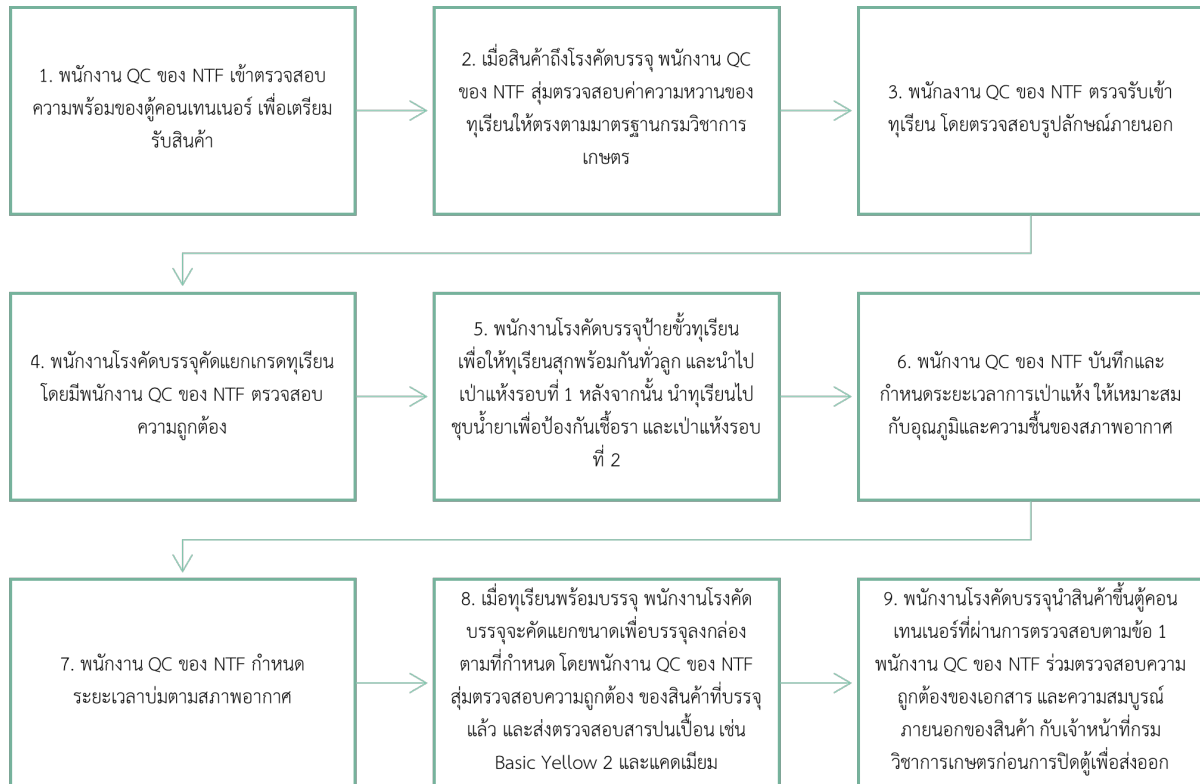 1. พนักงาน QC ของ NTF เข้าตรวจสอบ
ความพร้อมของตู้คอนเทนเนอร์ เพื่อเตรียม
รับสินค้า
2. เมื่อสินค้าถึงโรงคัดบรรจุ พนักงาน QC
ของ NTF สุ่มตรวจสอบค่าความหวานของ
ทุเรียนให้ตรงตามมาตรฐานกรมวิชาการ
เกษตร
3. พนักaงาน QC ของ NTF ตรวจรับเข้า
ทุเรียน โดยตรวจสอบรูปลักษณ์ภายนอก
4. พนักงานโรงคัดบรรจุคัดแยกเกรดทุเรียน
โดยมีพนักงาน QC ของ NTF ตรวจสอบ
ความถูกต้อง
5. พนักงานโรงคัดบรรจุป้ายขั้วทุเรียน
เพื่อให้ทุเรียนสุกพร้อมกันทั่วลูก และนำไป
เป่าแห้งรอบที่ 1 หลังจากนั้น นำทุเรียนไป
ชุบน้ำยาเพื่อป้องกันเชื้อรา และเป่าแห้งรอบ
ที่ 2
6. พนักงาน QC ของ NTF บันทึกและ
กำหนดระยะเวลาการเป่าแห้ง ให้เหมาะสม
กับอุณภูมิและความชื้นของสภาพอากาศ
7. พนักงาน QC ของ NTF กำหนด
ระยะเวลาบ่มตามสภาพอากาศ
8. เมื่อทุเรียนพร้อมบรรจุ พนักงานโรงคัด
บรรจุจะคัดแยกขนาดเพื่อบรรจุลงกล่อง
ตามที่กำหนด โดยพนักงาน QC ของ NTF
สุ่มตรวจสอบความถูกต้อง ของสินค้าที่บรรจุ
แล้ว และส่งตรวจสอบสารปนเปื้อน เช่น
Basic Yellow 2 และแคดเมียม
9. พนักงานโรงคัดบรรจุนำสินค้าขึ้นตู้คอน
เทนเนอร์ที่ผ่านการตรวจสอบตามข้อ 1
พนักงาน QC ของ NTF ร่วมตรวจสอบความ
ถูกต้องของเอกสาร และความสมบูรณ์
ภายนอกของสินค้า กับเจ้าหน้าที่กรม
วิชาการเกษตรก่อนการปิดตู้เพื่อส่งออก